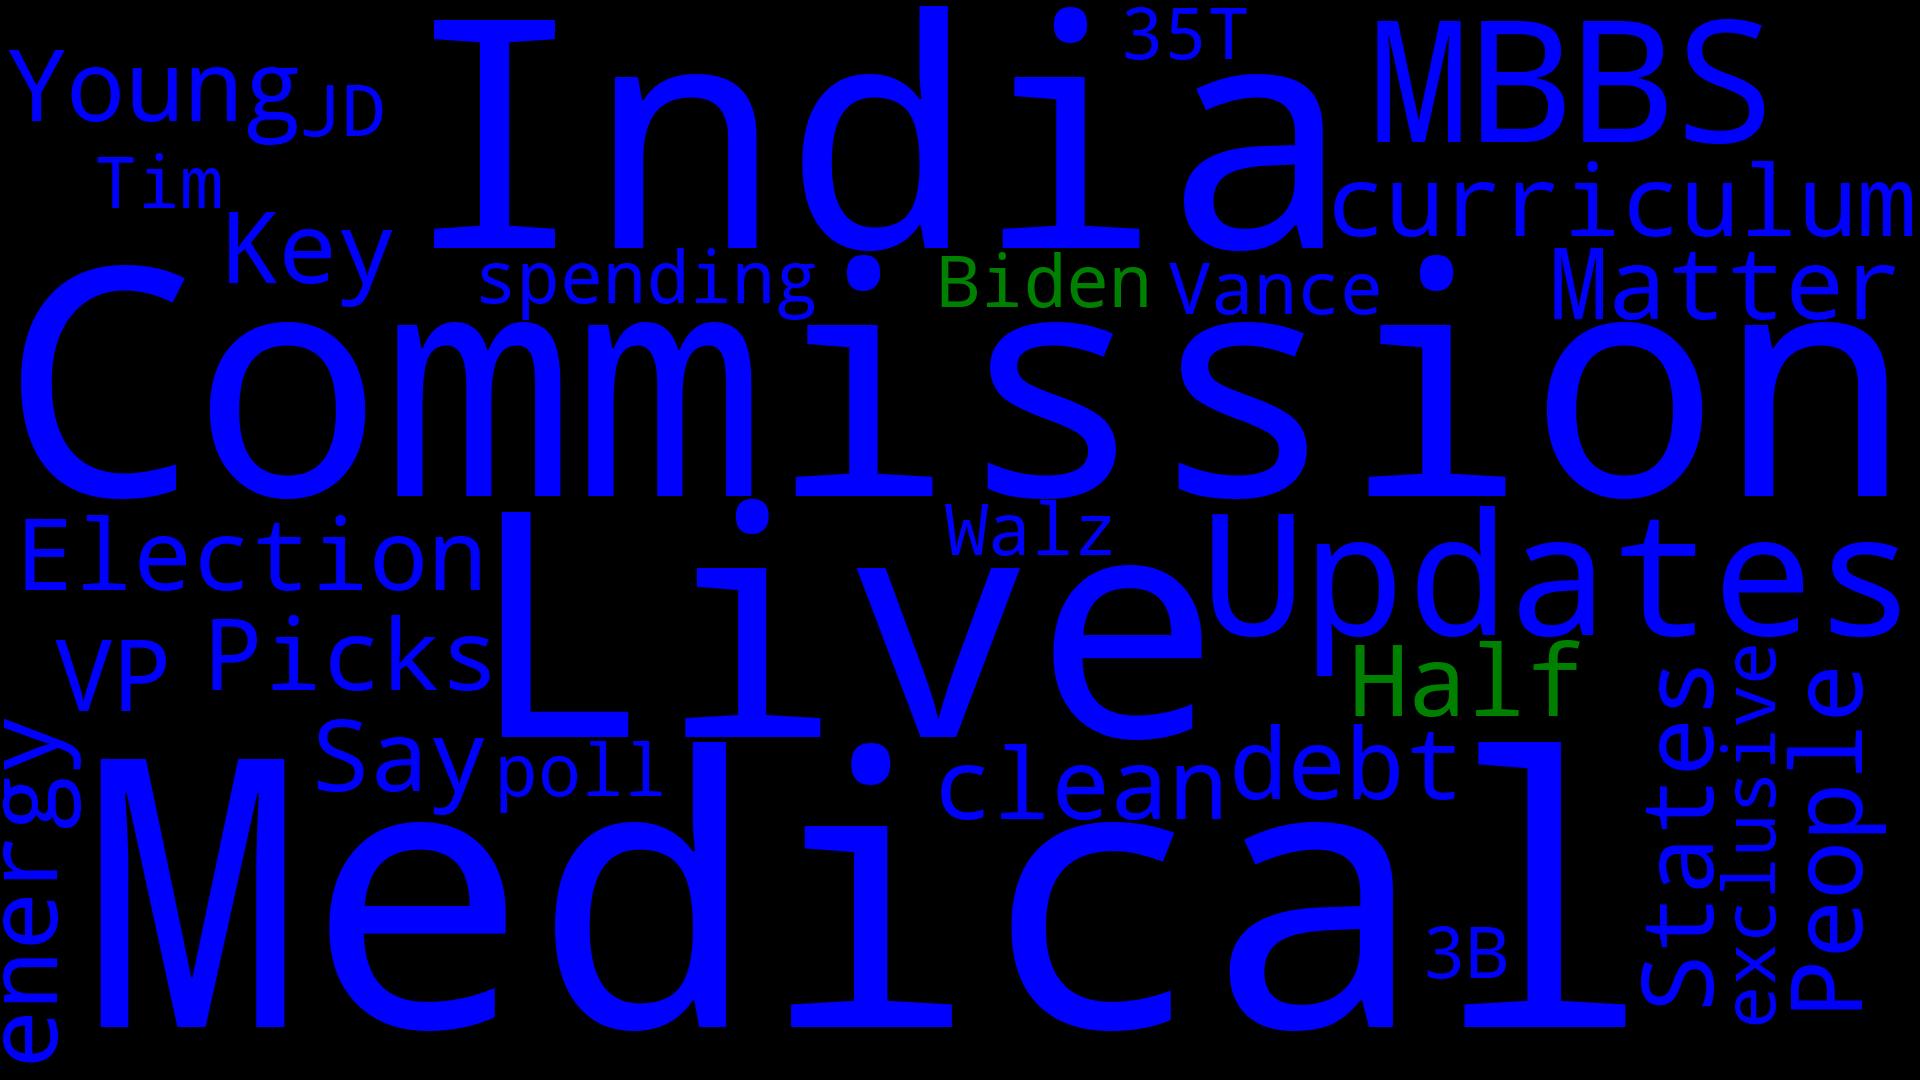 India
35T
MBBS
Young
JD
Tim
curriculum
Key
spending
Biden
Vance
Matter
Commission
Election
Live
Walz
Updates
VP
Picks
Half
Say
poll
clean
debt
States
exclusive
People
energy
Medical
3B